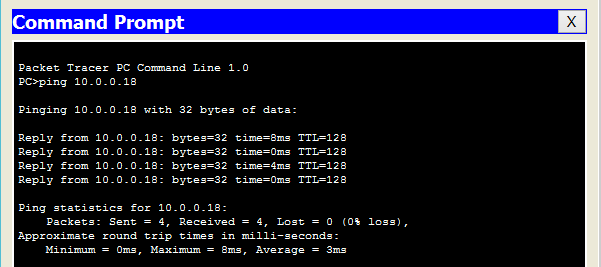 Command Prompt X
Packet Tracer PC Command Line 1.0
PC>ping 10.0.0.18
Pinging 10.0.0.18 with 32 bytes of data:
Reply from 10.0.0.18: bytes=32 time=8ms TTL=128
Reply from 10.0.0.18: bytes=32 time=0ms TTL=128
Reply from 10.0.0.18: bytes=32 time=4ms TTL=128
Reply from 10.0.0.18: bytes=32 time=0ms TTL=128
Ping statistics for 10.0.0.18:
Packets: Sent = 4, Received = 4, Lost = 0 (0% loss),
Approximate round trip times in milli-seconds:
Minimum = 0ms, Maximum = 8ms, Average = 3ms